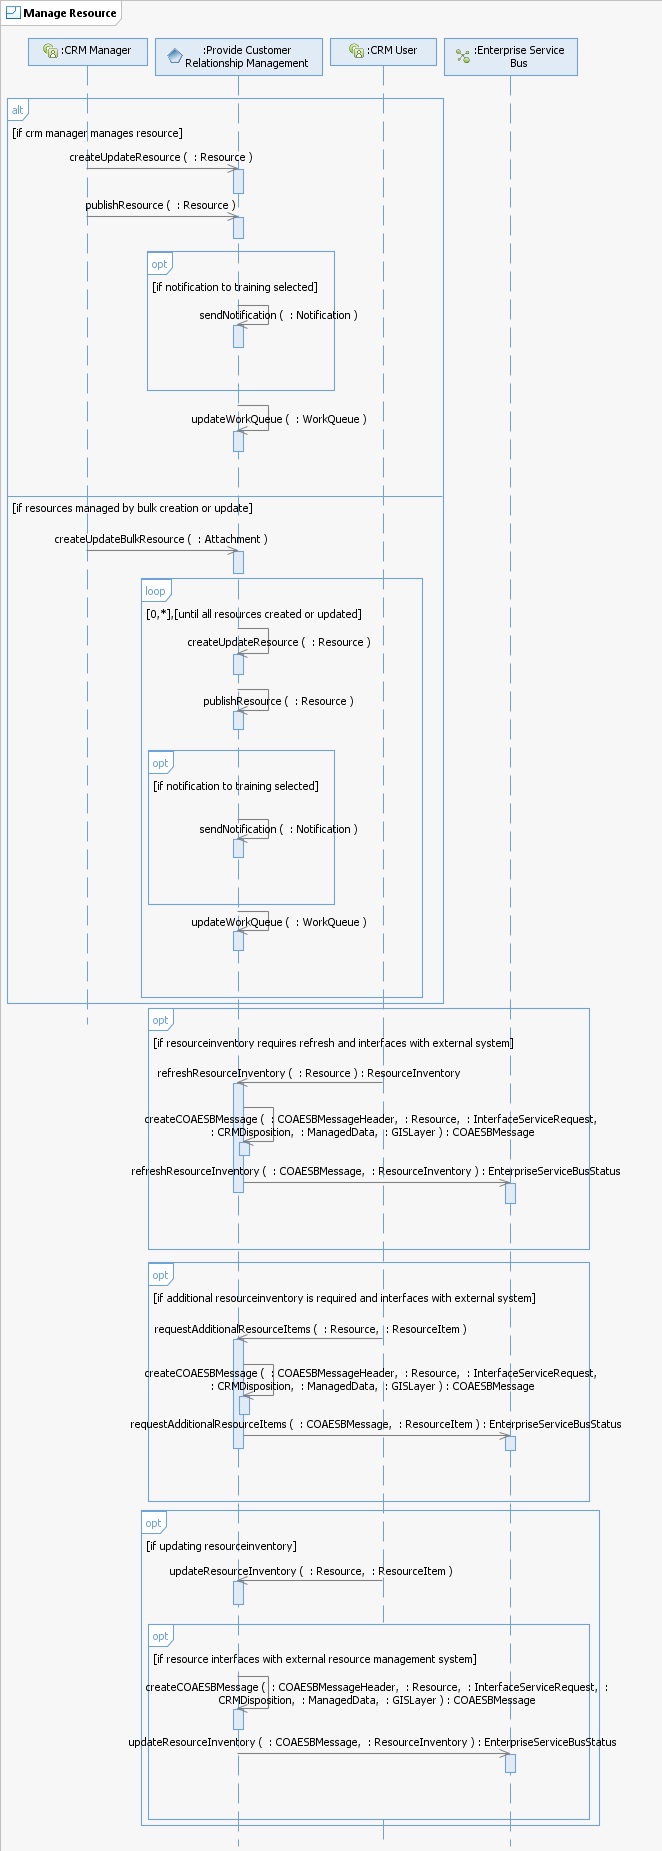 Manage Resource
:CRM Manager
:Provide Customer
Relationship Management
:CRM User
:Enterprise Service
Bus
alt
[if crm manager manages resource]
createUpdateResource ( : Resource )
publishResource ( : Resource )
opt
[if notification to training selected]
sendNotification ( : Notification )
updateWorkQueue ( : WorkQueue )
[if resources managed by bulk creation or update]
createUpdateBulkResource ( : Attachment )
loop
[0,*],[until all resources created or updated]
createUpdateResource ( : Resource )
publishResource ( : Resource )
opt
[if notification to training selected]
sendNotification ( : Notification )
updateWorkQueue ( : WorkQueue )
opt
[if resourceinventory requires refresh and interfaces with external system]
refreshResourceInventory ( : Resource ) : ResourceInventory
createCOAESBMessage ( : COAESBMessageHeader, : Resource, : InterfaceServiceRequest,
: CRMDisposition, : ManagedData, : GISLayer ) : COAESBMessage
refreshResourceInventory ( : COAESBMessage, : ResourceInventory ) : EnterpriseServiceBusStatus
opt
[if additional resourceinventory is required and interfaces with external system]
requestAdditionalResourceItems ( : Resource, : ResourceItem )
createCOAESBMessage ( : COAESBMessageHeader, : Resource, : InterfaceServiceRequest,
: CRMDisposition, : ManagedData, : GISLayer ) : COAESBMessage
requestAdditionalResourceItems ( : COAESBMessage, : ResourceItem ) : EnterpriseServiceBusStatus
opt
[if updating resourceinventory]
updateResourceInventory ( : Resource, : ResourceItem )
opt
[if resource interfaces with external resource management system]
createCOAESBMessage ( : COAESBMessageHeader, : Resource, : InterfaceServiceRequest, :
CRMDisposition, : ManagedData, : GISLayer ) : COAESBMessage
updateResourceInventory ( : COAESBMessage, : ResourceInventory ) : EnterpriseServiceBusStatus